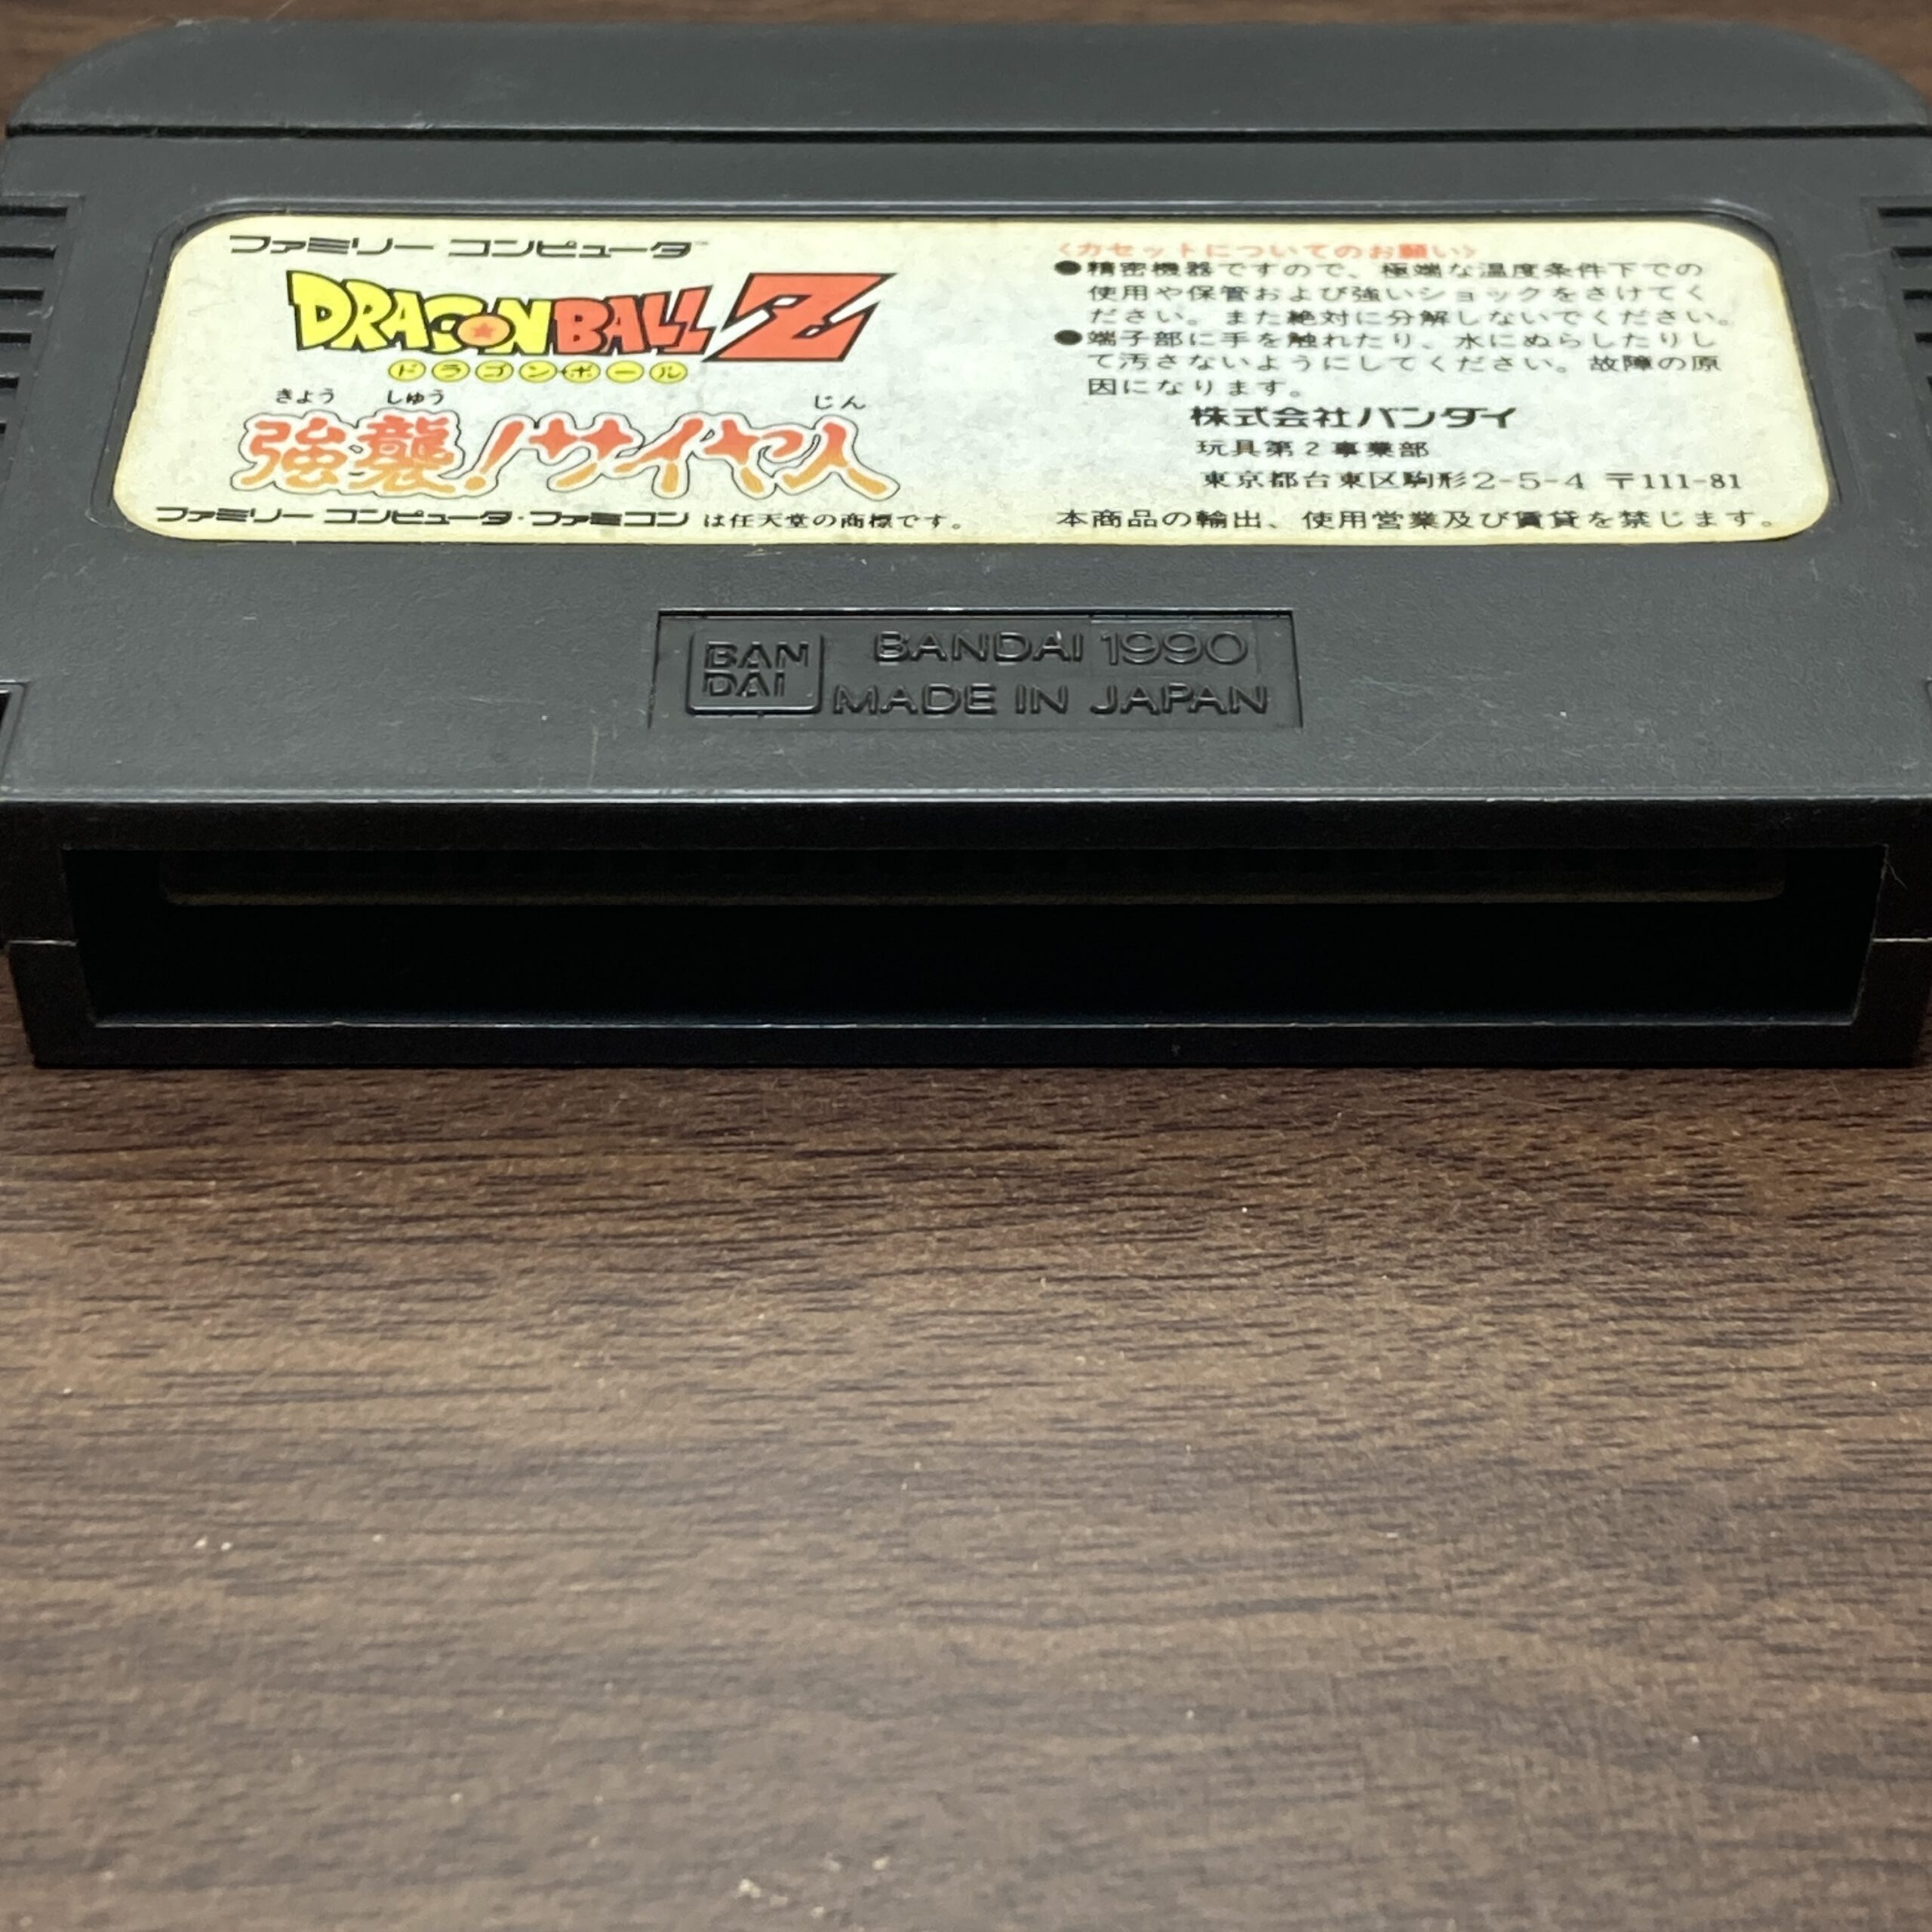 ファミリー コンピュータ™
DRAGON BALL Z
ドラゴンボール
きょう しゅう じん
強襲!サイヤ人
ファミリー コンピュータ・ファミコン は任天堂の商標です。
〈カセットについてのお願い〉
●精密機器ですので、極端な温度条件下での
使用や保管および強いショックをさけてく
ださい。また絶対に分解しないでください。
●端子部に手を触れたり、水にぬらしたりし
て汚さないようにしてください。故障の原
因になります。
株式会社バンダイ
玩具第2事業部
東京都台東区駒形2-5-4 〒111-81
本商品の輸出、使用営業及び賃貸を禁じます。
BAN
DAI
BANDAI 1990
MADE IN JAPAN